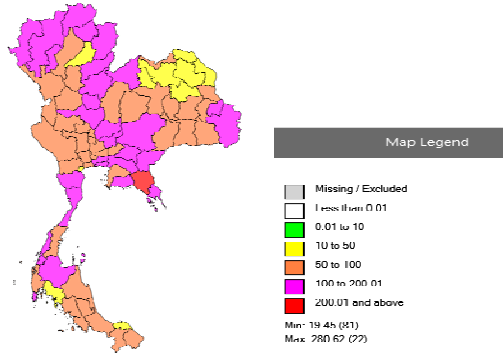 Map Legend
Missing / Excluded
Less than 0.01
0.01 to 10
10 to 50
50 to 100
100 to 200.01
200.01 and above
Min: 19.45 (81)
Max: 280.62 (22)